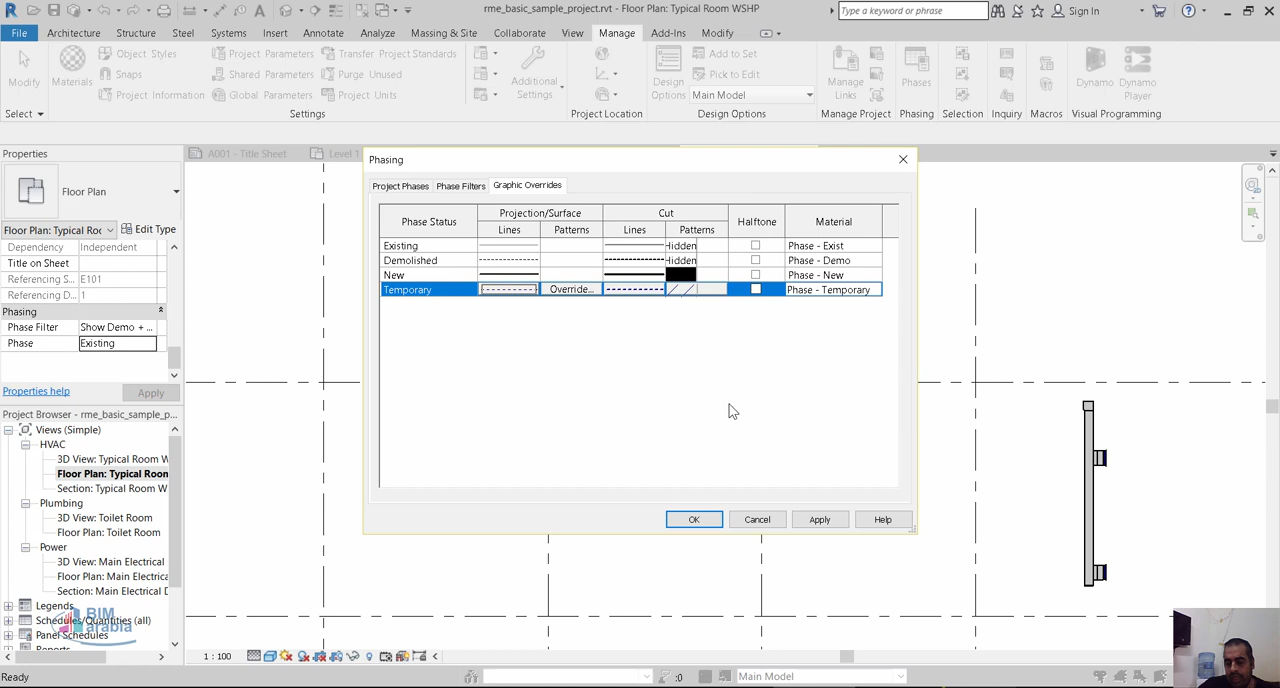 rme_basic_sample_project.rvt - Floor Plan: Typical Room WSHP
Type a keyword or phrase
Sign In
File Architecture Structure Steel Systems Insert Annotate Analyze Massing & Site Collaborate View Manage Add-Ins Modify
Modify
Select
Materials
Object Styles
Snaps
Project Information
Project Parameters
Shared Parameters
Global Parameters
Transfer Project Standards
Purge Unused
Project Units
Additional Settings
Settings
Project Location
Design Options
Add to Set
Pick to Edit
Main Model
Design Options
Manage Links
Manage Project
Phases
Phasing
Selection
Inquiry
Macros
Dynamo
Dynamo Player
Visual Programming
Properties
A001 - Title Sheet
Level 1
Floor Plan
Floor Plan: Typical Roo
Edit Type
Dependency Independent
Title on Sheet
Referencing S... E101
Referencing D... 1
Phasing
Phase Filter Show Demo + ...
Phase Existing
Properties help
Apply
Project Browser - rme_basic_sample_p...
Views (Simple)
HVAC
3D View: Typical Room W
Floor Plan: Typical Room
Section: Typical Room W
Plumbing
3D View: Toilet Room
Floor Plan: Toilet Room
Power
3D View: Main Electrical
Floor Plan: Main Electrica
Section: Main Electrical D
Legends
Schedules/Quantities (all)
Panel Schedules
BIM
arabia
Phasing
Project Phases Phase Filters Graphic Overrides
Phase Status Projection/Surface Cut Halftone Material
Lines Patterns Lines Patterns
Existing Hidden Phase - Exist
Demolished Hidden Phase - Demo
New Phase - New
Temporary Override... Phase - Temporary
OK Cancel Apply Help
1 : 100
Ready
:0
Main Model